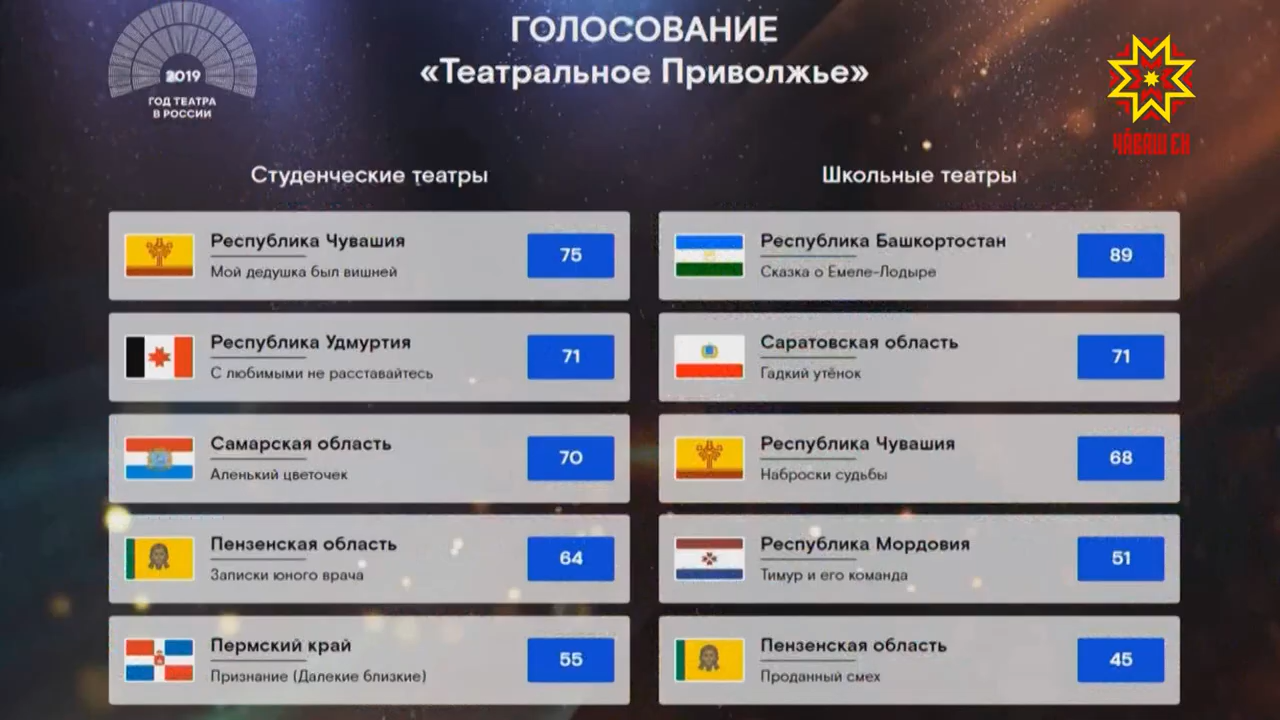 ГОЛОСОВАНИЕ
«Театральное Приволжье»
2019
ГОД ТЕАТРА
В РОССИИ
ЧӐВАШ ЕН
Студенческие театры
Республика Чувашия
Мой дедушка был вишней
75
Республика Удмуртия
С любимыми не расставайтесь
71
Самарская область
Аленький цветочек
70
Пензенская область
Записки юного врача
64
Пермский край
Признание (Далекие близкие)
55
Школьные театры
Республика Башкортостан
Сказка о Емеле-Лодыре
89
Саратовская область
Гадкий утёнок
71
Республика Чувашия
Наброски судьбы
68
Республика Мордовия
Тимур и его команда
51
Пензенская область
Проданный смех
45